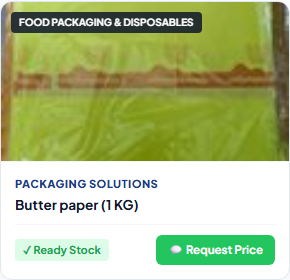 FOOD PACKAGING & DISPOSABLES
PACKAGING SOLUTIONS
Butter paper (1 KG)
✓ Ready Stock
Request Price